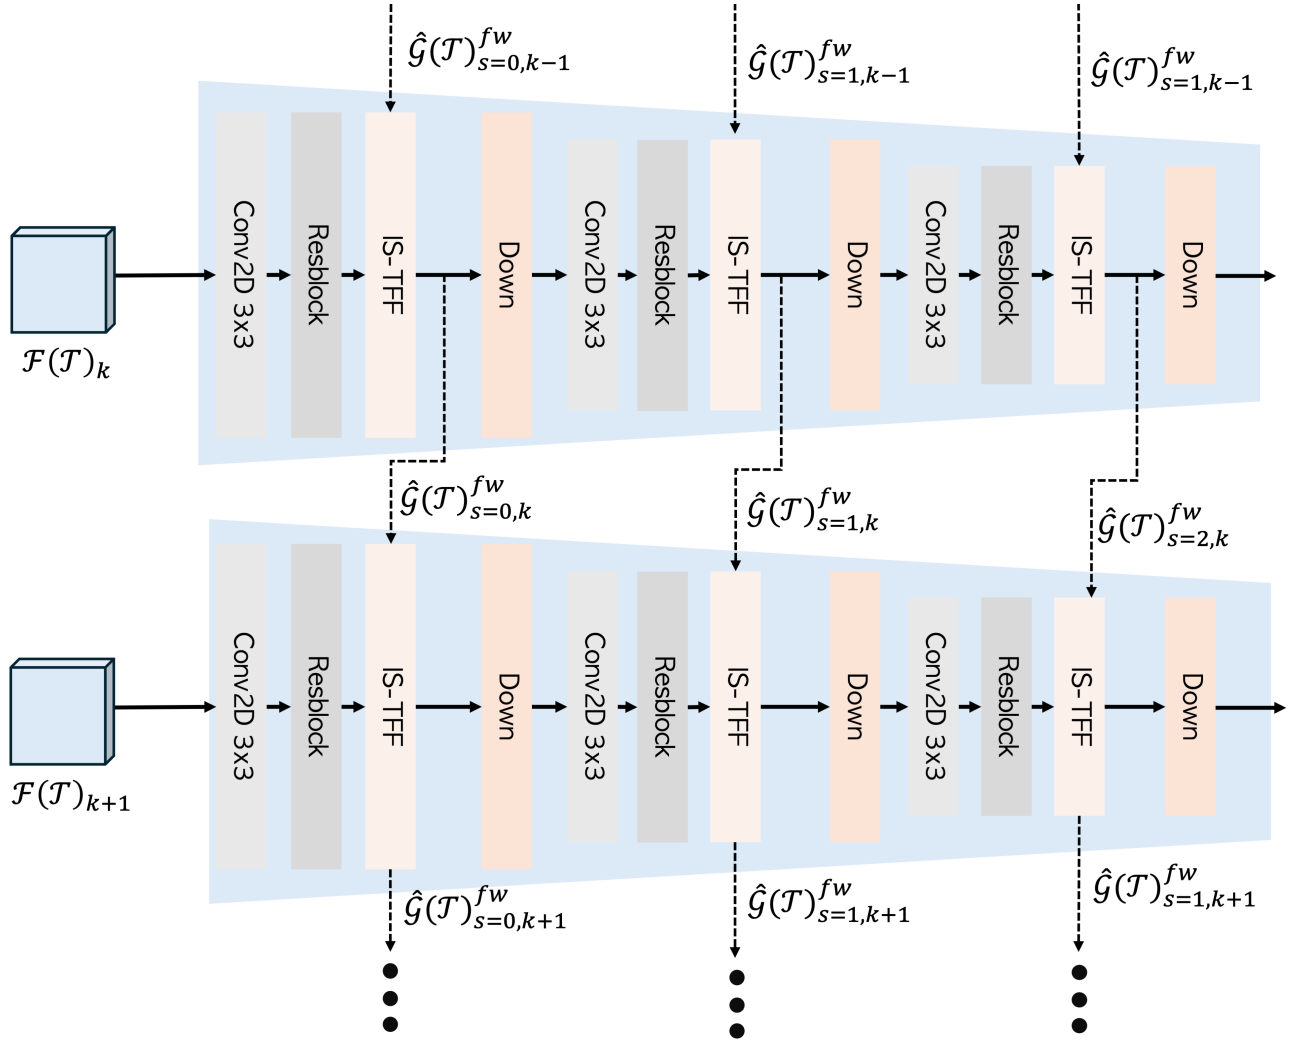 𝒢̂(𝒯)^{fw}_{s=0,k−1}
𝒢̂(𝒯)^{fw}_{s=1,k−1}
𝒢̂(𝒯)^{fw}_{s=1,k−1}
Conv2D 3x3
Resblock
IS-TFF
Down
Conv2D 3x3
Resblock
IS-TFF
Down
Conv2D 3x3
Resblock
IS-TFF
Down
ℱ(𝒯)_k
𝒢̂(𝒯)^{fw}_{s=0,k}
𝒢̂(𝒯)^{fw}_{s=1,k}
𝒢̂(𝒯)^{fw}_{s=2,k}
Conv2D 3x3
Resblock
IS-TFF
Down
Conv2D 3x3
Resblock
IS-TFF
Down
Conv2D 3x3
Resblock
IS-TFF
Down
ℱ(𝒯)_{k+1}
𝒢̂(𝒯)^{fw}_{s=0,k+1}
𝒢̂(𝒯)^{fw}_{s=1,k+1}
𝒢̂(𝒯)^{fw}_{s=1,k+1}